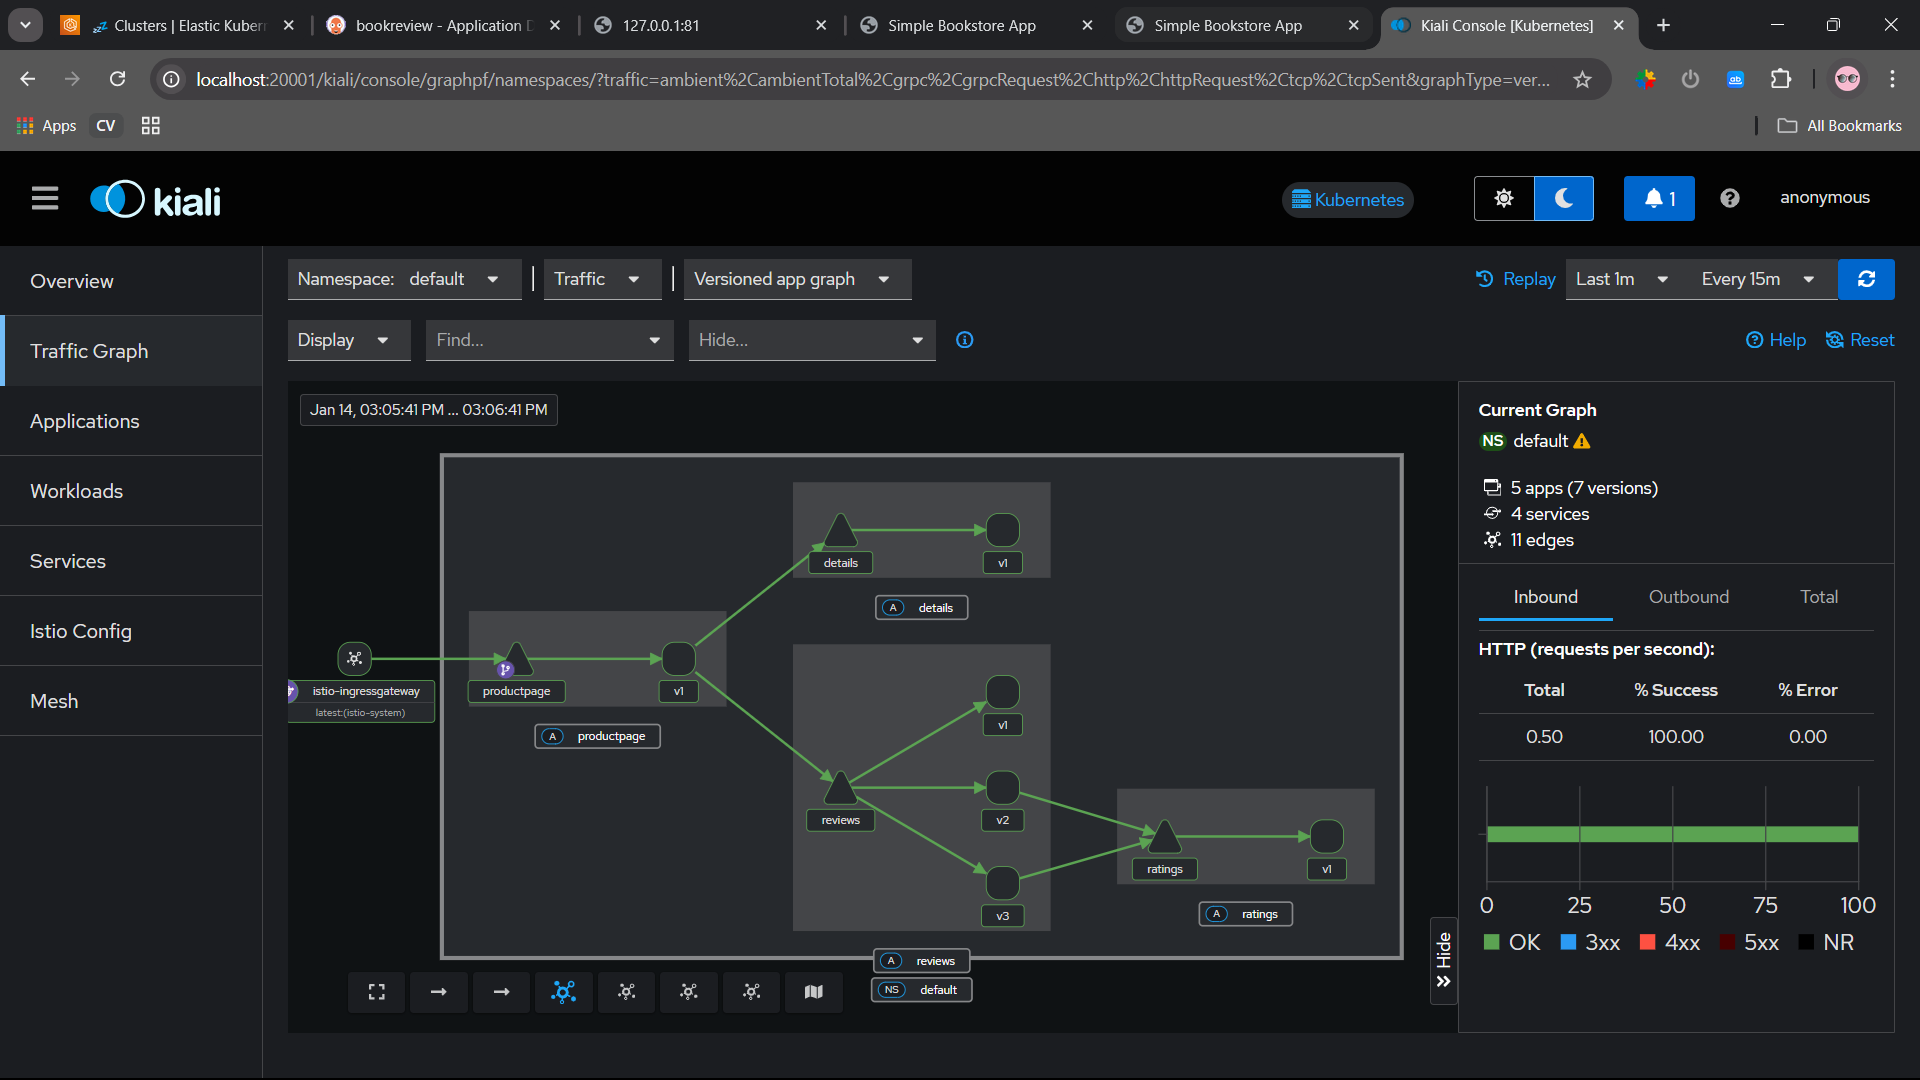 Clusters | Elastic Kuber
bookreview - Application D
127.0.0.1:81
Simple Bookstore App
Simple Bookstore App
Kiali Console [Kubernetes]
localhost:20001/kiali/console/graphpf/namespaces/?traffic=ambient%2CambientTotal%2Cgrpc%2CgrpcRequest%2Chttp%2ChttpRequest%2Ctcp%2CtcpSent&graphType=ver...
Apps
CV
All Bookmarks
kiali
Kubernetes
1
anonymous
Overview
Traffic Graph
Applications
Workloads
Services
Istio Config
Mesh
Namespace: default
Traffic
Versioned app graph
Replay
Last 1m
Every 15m
Display
Find...
Hide...
Help
Reset
Jan 14, 03:05:41 PM ... 03:06:41 PM
details
v1
A details
istio-ingressgateway
latest:(istio-system)
productpage
v1
A productpage
v1
reviews
v2
v3
ratings
v1
A ratings
A reviews
NS default
Hide
Current Graph
NS default
5 apps (7 versions)
4 services
11 edges
Inbound
Outbound
Total
HTTP (requests per second):
Total % Success % Error
0.50 100.00 0.00
0 25 50 75 100
OK 3xx 4xx 5xx NR